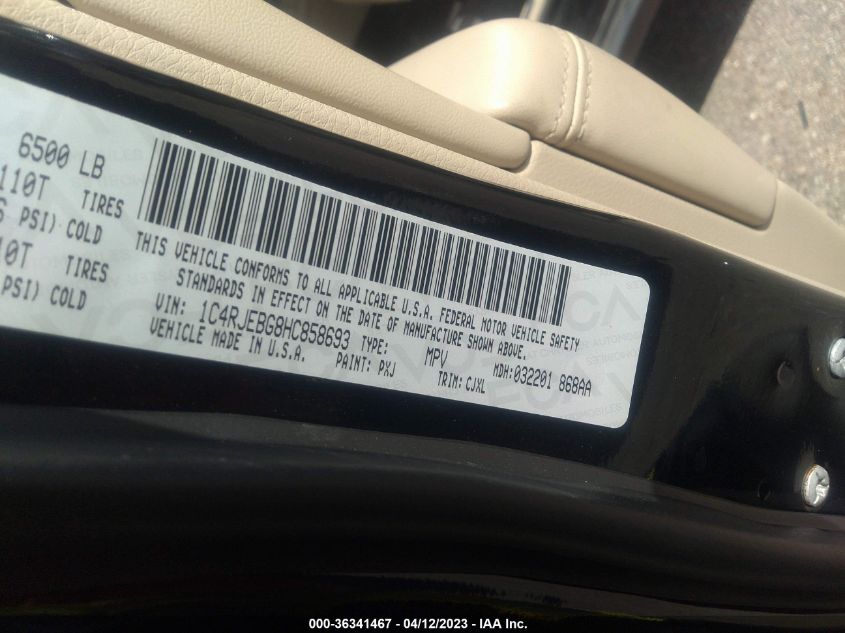 6500 LB
110T TIRES
PSI) COLD
10T TIRES
PSI) COLD
THIS VEHICLE CONFORMS TO ALL APPLICABLE U.S.A. FEDERAL MOTOR VEHICLE SAFETY
STANDARDS IN EFFECT ON THE DATE OF MANUFACTURE SHOWN ABOVE.
VIN: 1C4RJEBG8HC858693 TYPE: MPV MDH:032201 868AA
VEHICLE MADE IN U.S.A. PAINT: PXJ TRIM:CJXL
000-36341467 - 04/12/2023 - IAA Inc.